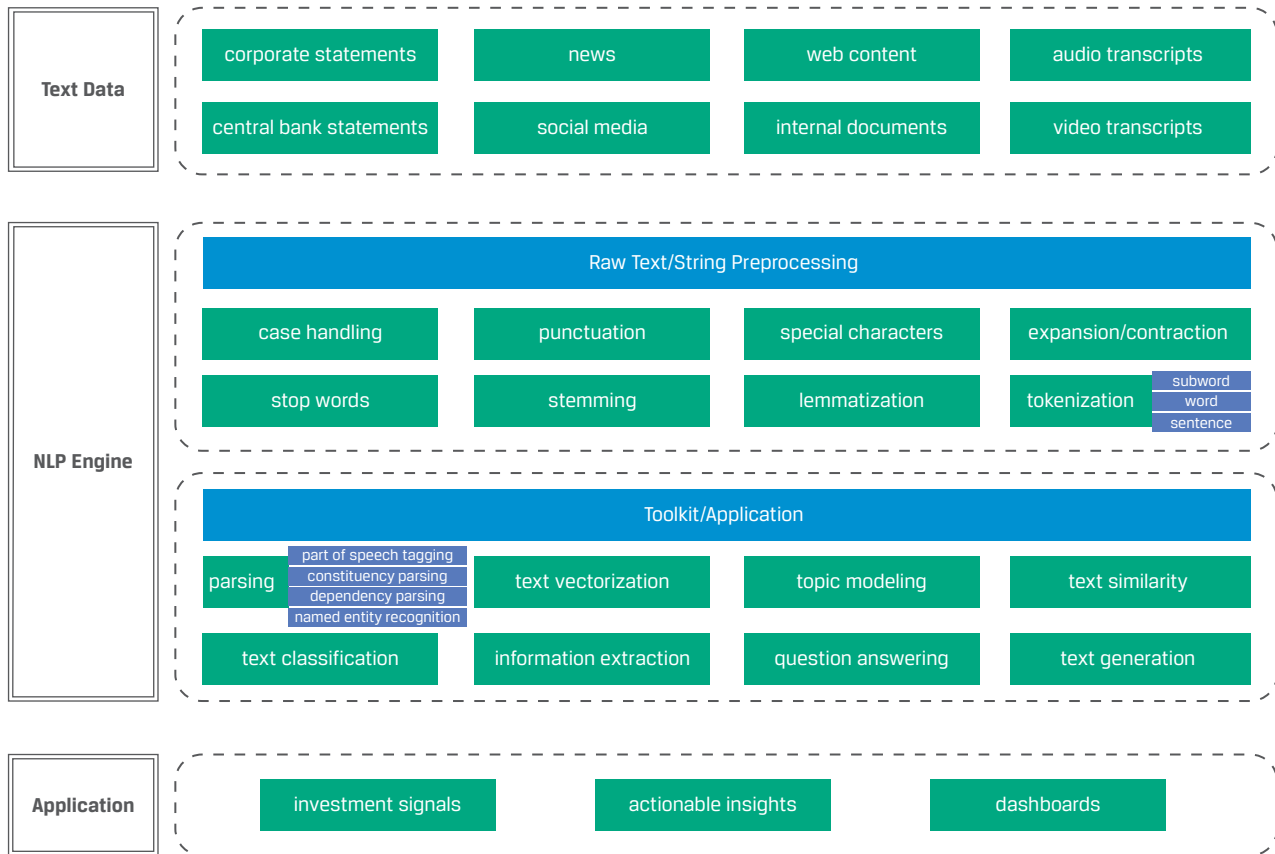 Text Data
corporate statements
news
web content
audio transcripts
central bank statements
social media
internal documents
video transcripts
NLP Engine
Raw Text/String Preprocessing
case handling
punctuation
special characters
expansion/contraction
stop words
stemming
lemmatization
tokenization
subword
word
sentence
Toolkit/Application
parsing
part of speech tagging
constituency parsing
dependency parsing
named entity recognition
text vectorization
topic modeling
text similarity
text classification
information extraction
question answering
text generation
Application
investment signals
actionable insights
dashboards